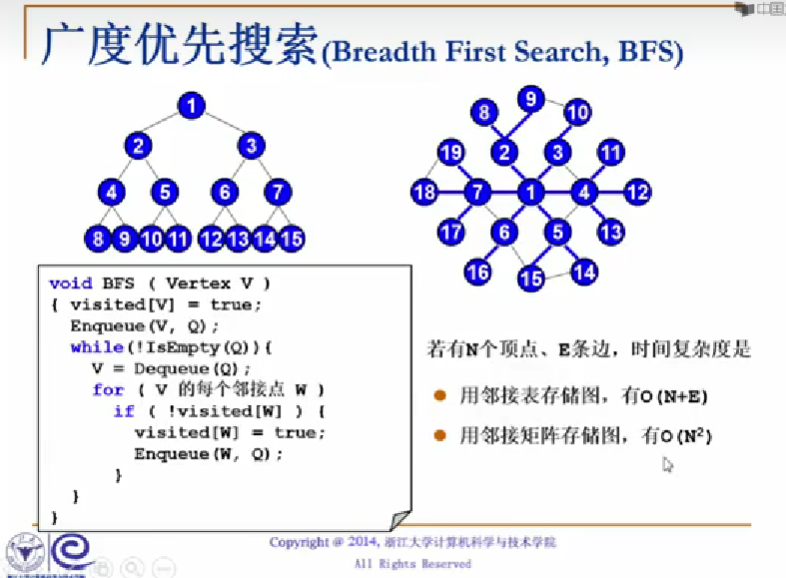 中国
广度优先搜索(Breadth First Search, BFS)
1
2 3
4 5 6 7
8 9 10 11 12 13 14 15
9
8 10
19 2 3 11
18 7 1 4 12
17 6 5 13
16 15 14
void BFS ( Vertex V )
{ visited[V] = true;
Enqueue(V, Q);
while(!IsEmpty(Q)){
V = Dequeue(Q);
for ( V 的每个邻接点 W )
if ( !visited[W] ) {
visited[W] = true;
Enqueue(W, Q);
}
}
}
若有N个顶点、E条边，时间复杂度是
用邻接表存储图，有O(N+E)
用邻接矩阵存储图，有O(N²)
Copyright @ 2014, 浙江大学计算机科学与技术学院
All Rights Reserved